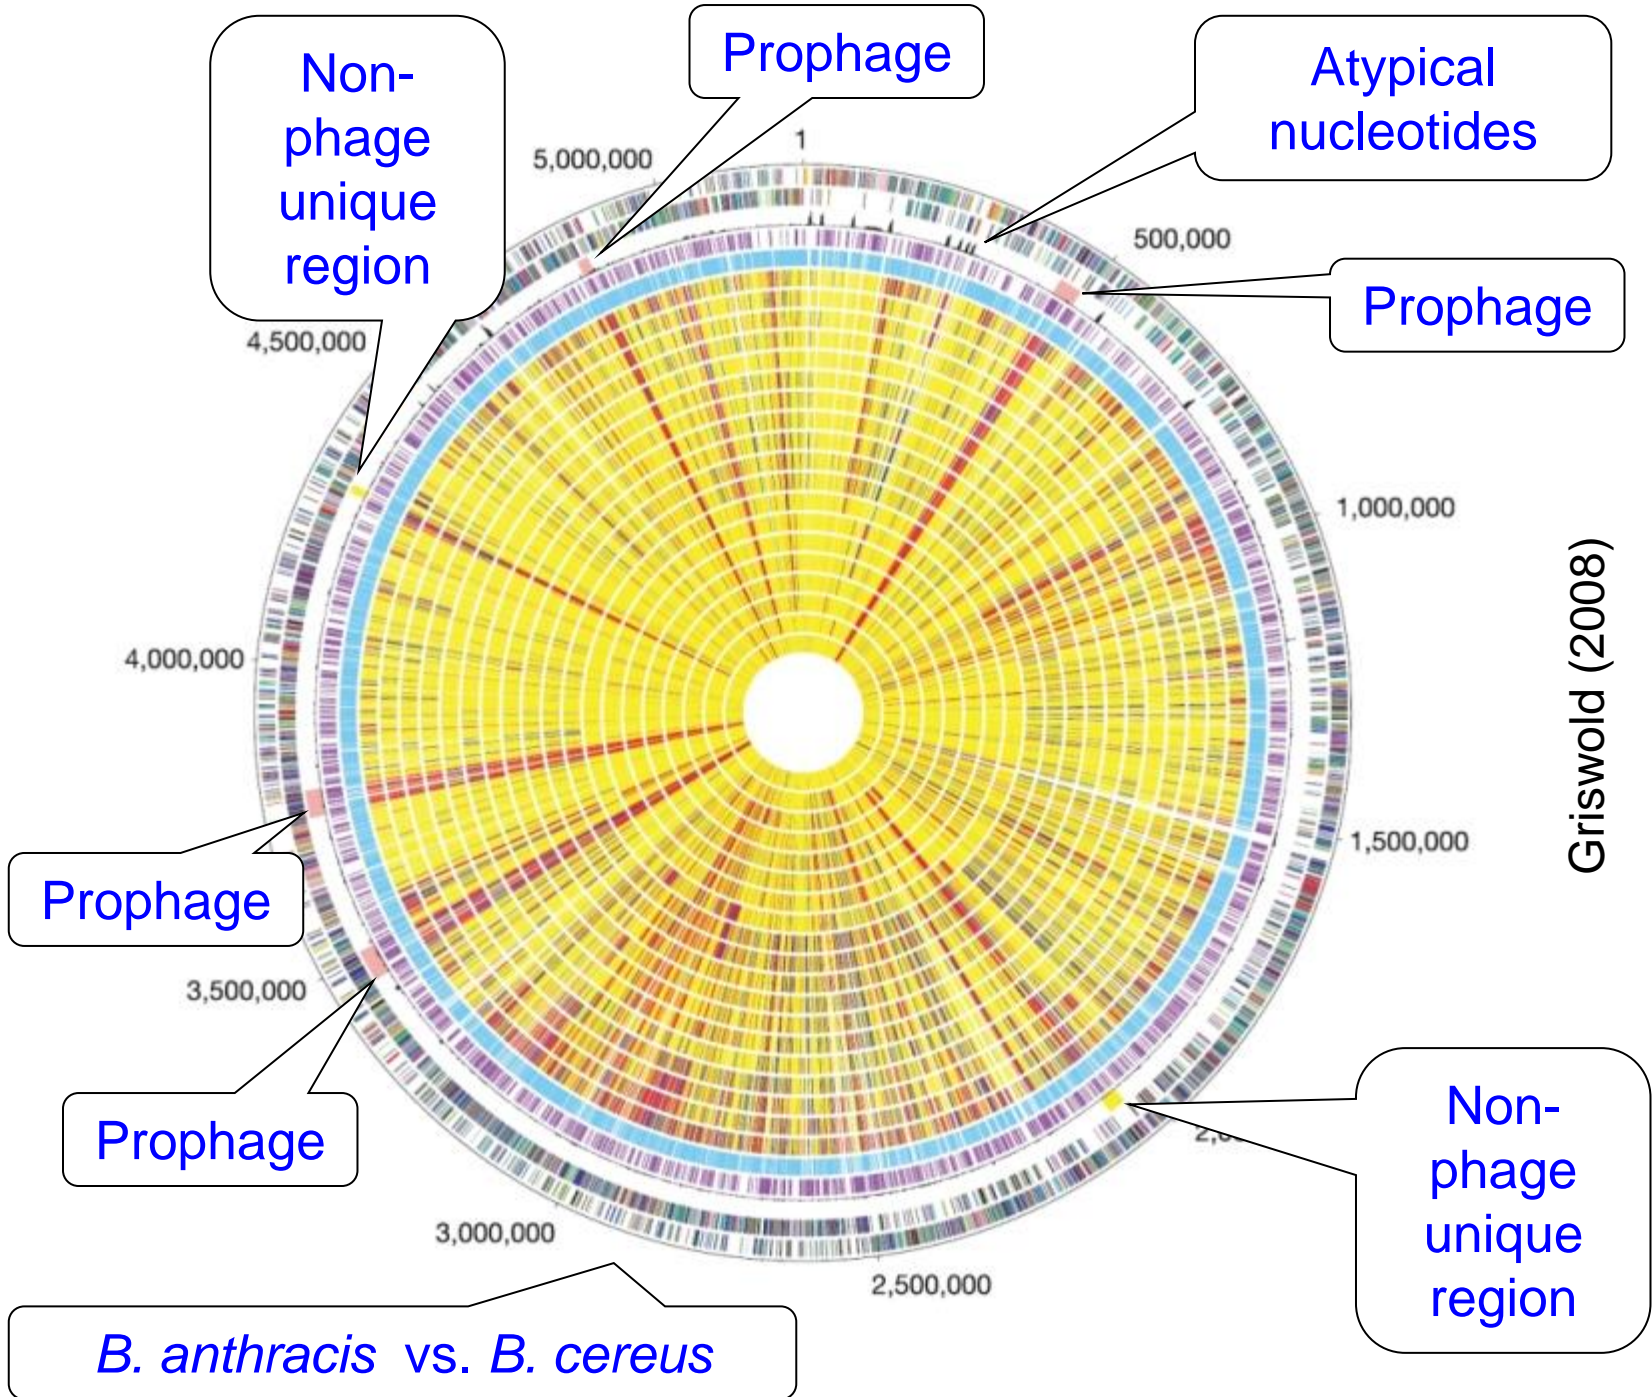 Non-
phage
unique
region
Prophage
Atypical
nucleotides
1
5,000,000
500,000
Prophage
4,500,000
1,000,000
Griswold (2008)
4,000,000
1,500,000
Prophage
3,500,000
Prophage
Non-
phage
unique
region
3,000,000
2,500,000
B. anthracis vs. B. cereus